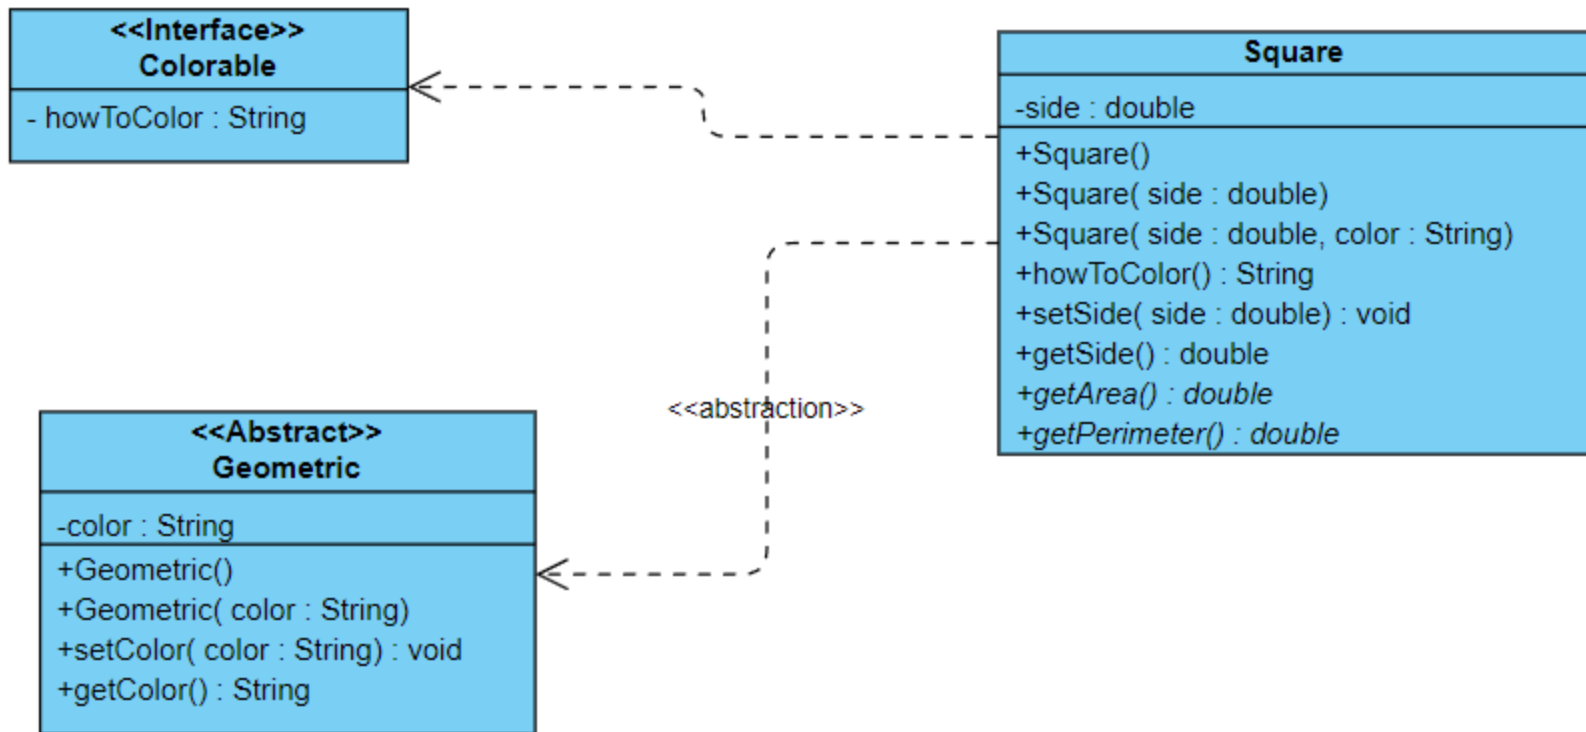 <<Interface>>
Colorable
- howToColor : String
Square
-side : double
+Square()
+Square( side : double)
+Square( side : double, color : String)
+howToColor() : String
+setSide( side : double) : void
+getSide() : double
+getArea() : double
+getPerimeter() : double
<<abstraction>>
<<Abstract>>
Geometric
-color : String
+Geometric()
+Geometric( color : String)
+setColor( color : String) : void
+getColor() : String